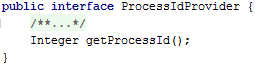 public interface ProcessIdProvider {
/**...*/
Integer getProcessId();
}